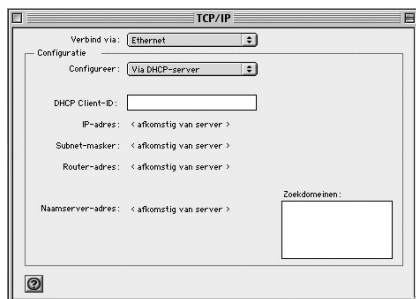 TCP/IP
Verbind via: Ethernet
Configuratie
Configureer: Via DHCP-server
DHCP Client-ID:
IP-adres: < afkomstig van server >
Subnet-masker: < afkomstig van server >
Router-adres: < afkomstig van server >
Zoekdomeinen:
Naamserver-adres: < afkomstig van server >
?